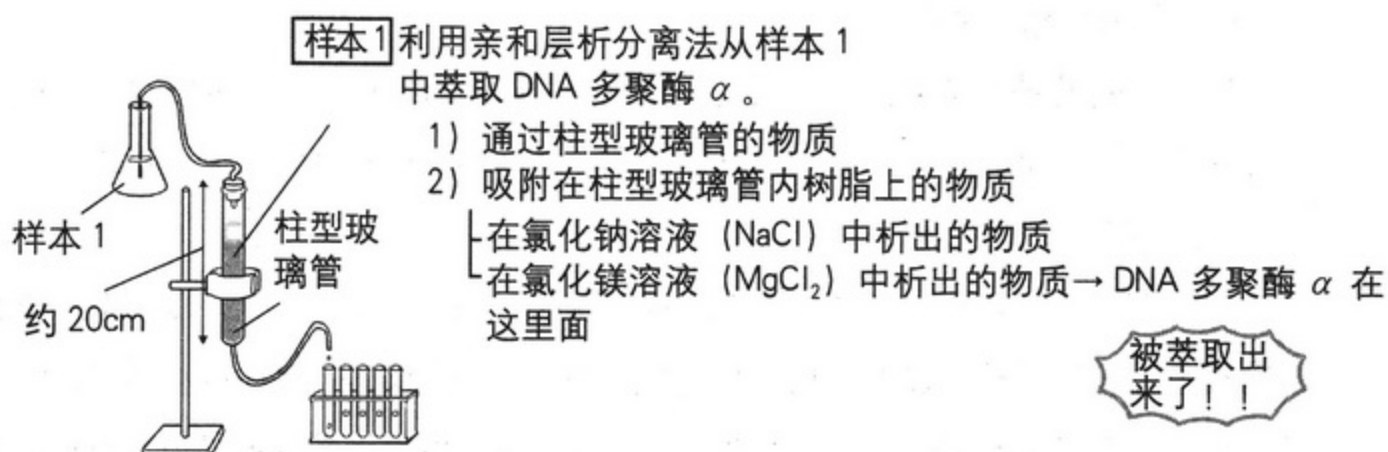 样本1 利用亲和层析分离法从样本 1
中萃取 DNA 多聚酶 α 。
1）通过柱型玻璃管的物质
2）吸附在柱型玻璃管内树脂上的物质
在氯化钠溶液（NaCl）中析出的物质
在氯化镁溶液（MgCl₂）中析出的物质→ DNA 多聚酶 α 在
这里面
样本 1
柱型玻
璃管
约 20cm
被萃取出
来了！！